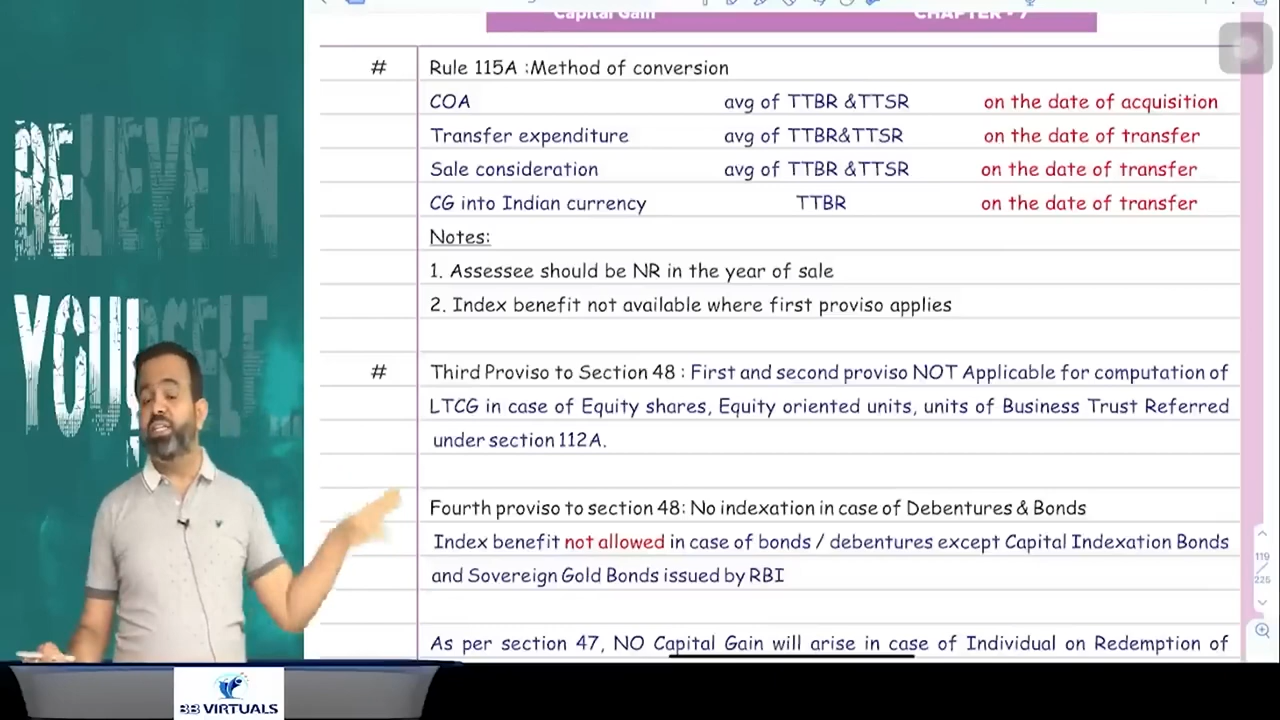 Capital Gain CHAPTER - 7
# Rule 115A :Method of conversion
COA avg of TTBR &TTSR on the date of acquisition
Transfer expenditure avg of TTBR&TTSR on the date of transfer
Sale consideration avg of TTBR &TTSR on the date of transfer
CG into Indian currency TTBR on the date of transfer
Notes:
1. Assessee should be NR in the year of sale
2. Index benefit not available where first proviso applies
# Third Proviso to Section 48 : First and second proviso NOT Applicable for computation of
LTCG in case of Equity shares, Equity oriented units, units of Business Trust Referred
under section 112A.
Fourth proviso to section 48: No indexation in case of Debentures & Bonds
Index benefit not allowed in case of bonds / debentures except Capital Indexation Bonds
and Sovereign Gold Bonds issued by RBI
As per section 47, NO Capital Gain will arise in case of Individual on Redemption of
119
225
BELIEVE IN
BB VIRTUALS